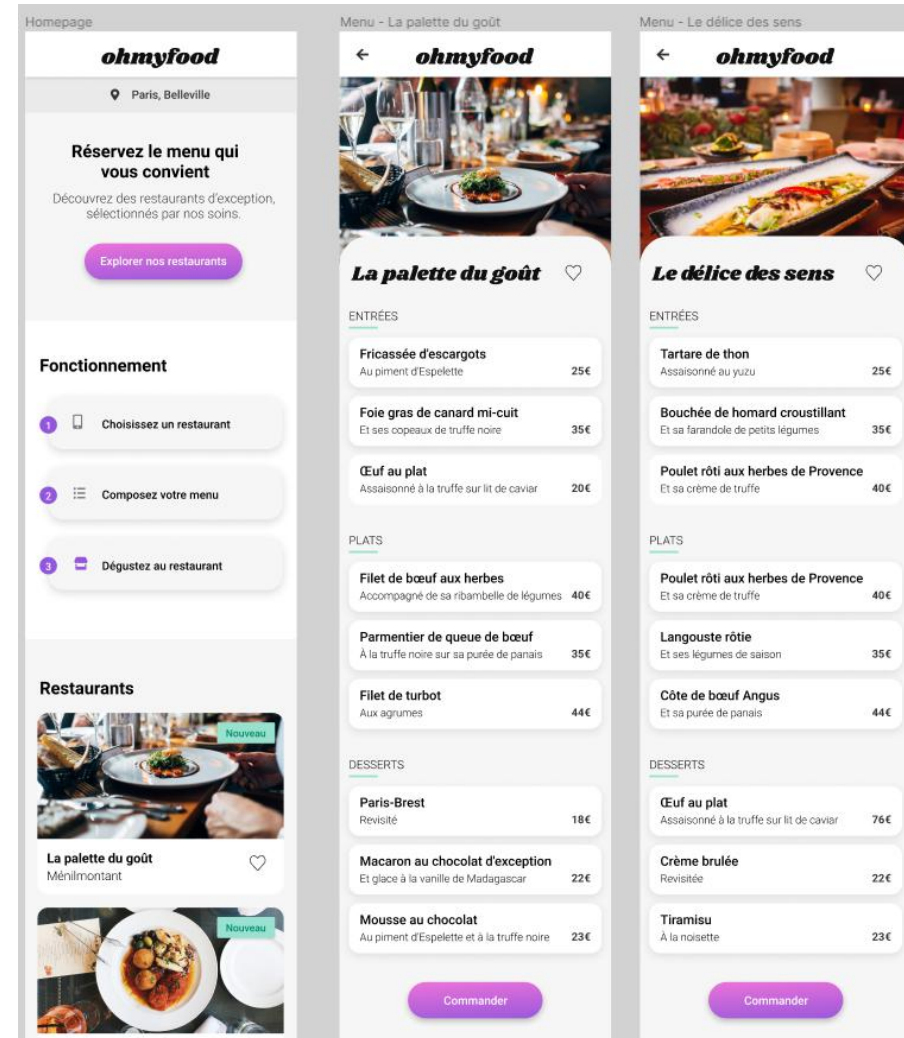 Homepage
ohmyfood
Paris, Belleville
Réservez le menu qui
vous convient
Découvrez des restaurants d'exception,
sélectionnés par nos soins.
Explorer nos restaurants
Fonctionnement
1 Choisissez un restaurant
2 Composez votre menu
3 Dégustez au restaurant
Restaurants
Nouveau
La palette du goût
Ménilmontant
Nouveau
Menu - La palette du goût
ohmyfood
La palette du goût
ENTRÉES
Fricassée d'escargots
Au piment d'Espelette 25€
Foie gras de canard mi-cuit
Et ses copeaux de truffe noire 35€
Œuf au plat
Assaisonné à la truffe sur lit de caviar 20€
PLATS
Filet de bœuf aux herbes
Accompagné de sa ribambelle de légumes 40€
Parmentier de queue de bœuf
À la truffe noire sur sa purée de panais 35€
Filet de turbot
Aux agrumes 44€
DESSERTS
Paris-Brest
Revisité 18€
Macaron au chocolat d'exception
Et glace à la vanille de Madagascar 22€
Mousse au chocolat
Au piment d'Espelette et à la truffe noire 23€
Commander
Menu - Le délice des sens
ohmyfood
Le délice des sens
ENTRÉES
Tartare de thon
Assaisonné au yuzu 25€
Bouchée de homard croustillant
Et sa farandole de petits légumes 35€
Poulet rôti aux herbes de Provence
Et sa crème de truffe 40€
PLATS
Poulet rôti aux herbes de Provence
Et sa crème de truffe 40€
Langouste rôtie
Et ses légumes de saison 35€
Côte de bœuf Angus
Et sa purée de panais 44€
DESSERTS
Œuf au plat
Assaisonné à la truffe sur lit de caviar 76€
Crème brulée
Revisitée 22€
Tiramisu
À la noisette 23€
Commander